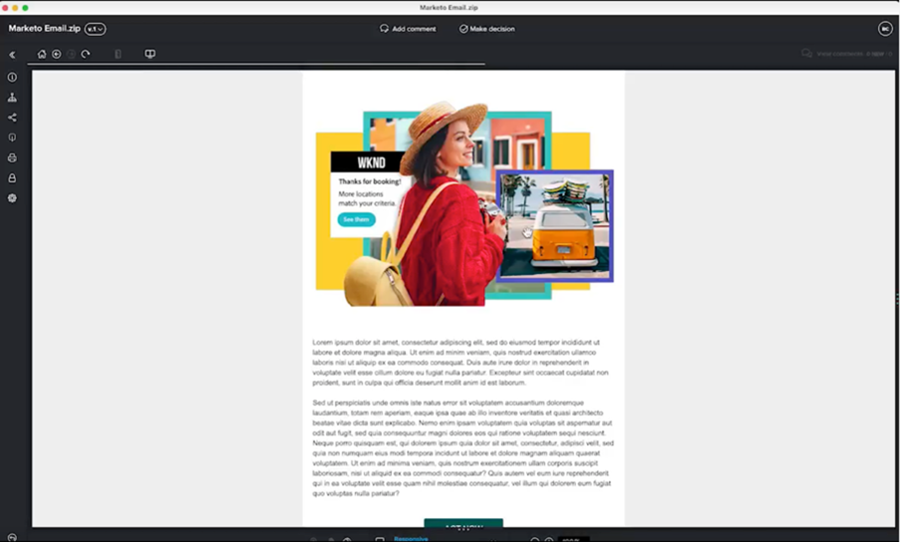 Marketo Email.zip
Marketo Email.zip
v.1
Add comment
Make decision
WKND
Thanks for booking!
More locations
match your criteria.
See them
Lorem ipsum dolor sit amet, consectetur adipiscing elit, sed do eiusmod tempor incididunt ut
labore et dolore magna aliqua. Ut enim ad minim veniam, quis nostrud exercitation ullamco
laboris nisi ut aliquip ex ea commodo consequat. Duis aute irure dolor in reprehenderit in
voluptate velit esse cillum dolore eu fugiat nulla pariatur. Excepteur sint occaecat cupidatat non
proident, sunt in culpa qui officia deserunt mollit anim id est laborum.
Sed ut perspiciatis unde omnis iste natus error sit voluptatem accusantium doloremque
laudantium, totam rem aperiam, eaque ipsa quae ab illo inventore veritatis et quasi architecto
beatae vitae dicta sunt explicabo. Nemo enim ipsam voluptatem quia voluptas sit aspernatur aut
odit aut fugit, sed quia consequuntur magni dolores eos qui ratione voluptatem sequi nesciunt.
Neque porro quisquam est, qui dolorem ipsum quia dolor sit amet, consectetur, adipisci velit, sed
quia non numquam eius modi tempora incidunt ut labore et dolore magnam aliquam quaerat
voluptatem. Ut enim ad minima veniam, quis nostrum exercitationem ullam corporis suscipit
laboriosam, nisi ut aliquid ex ea commodi consequatur? Quis autem vel eum iure reprehenderit
qui in ea voluptate velit esse quam nihil molestiae consequatur, vel illum qui dolorem eum fugiat
quo voluptas nulla pariatur?
ACT NOW
Responsive